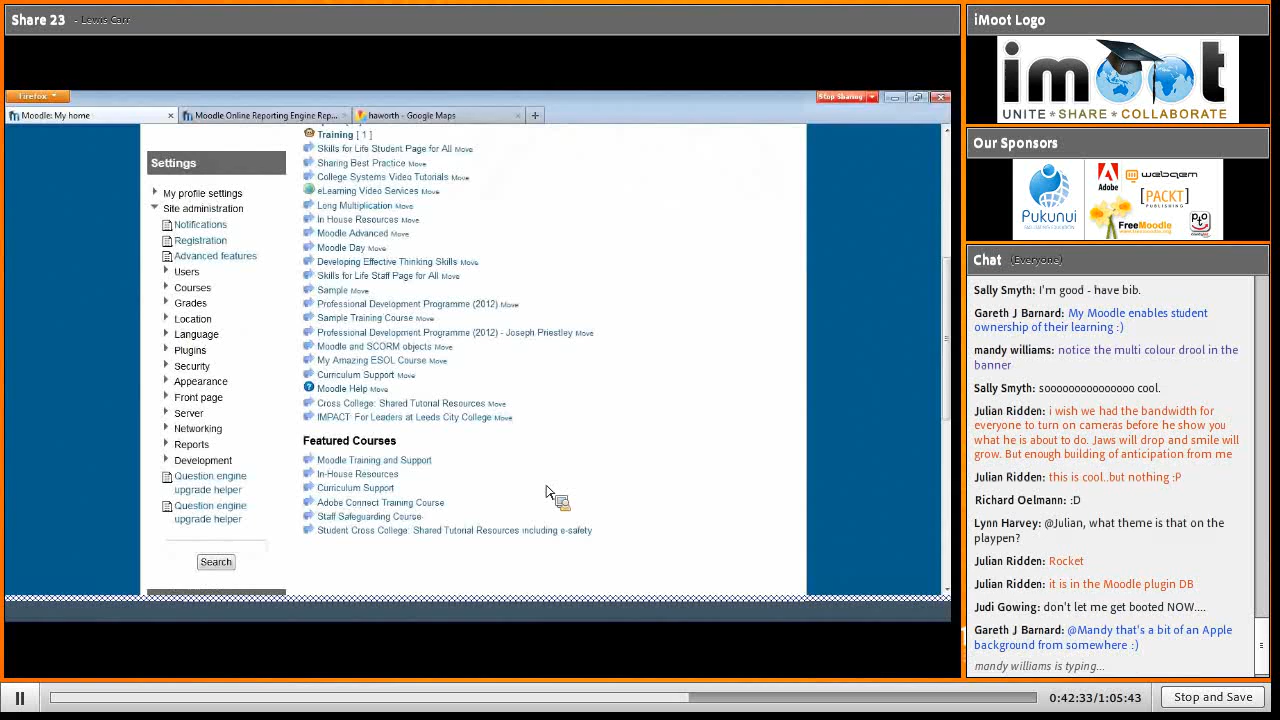 Share 23 - Lewis Carr
Firefox
Stop Sharing
Moodle: My home
Moodle Online Reporting Engine Rep...
haworth - Google Maps
Settings
My profile settings
Site administration
Notifications
Registration
Advanced features
Users
Courses
Grades
Location
Language
Plugins
Security
Appearance
Front page
Server
Networking
Reports
Development
Question engine
upgrade helper
Question engine
upgrade helper
Search
Training [ 1 ]
Skills for Life Student Page for All Move
Sharing Best Practice Move
College Systems Video Tutorials Move
eLearning Video Services Move
Long Multiplication Move
In House Resources Move
Moodle Advanced Move
Moodle Day Move
Developing Effective Thinking Skills Move
Skills for Life Staff Page for All Move
Sample Move
Professional Development Programme (2012) Move
Sample Training Course Move
Professional Development Programme (2012) - Joseph Priestley Move
Moodle and SCORM objects Move
My Amazing ESOL Course Move
Curriculum Support Move
Moodle Help Move
Cross College: Shared Tutorial Resources Move
IMPACT: For Leaders at Leeds City College Move
Featured Courses
Moodle Training and Support
In-House Resources
Curriculum Support
Adobe Connect Training Course
Staff Safeguarding Course
Student Cross College: Shared Tutorial Resources including e-safety
iMoot Logo
imoot
UNITE*SHARE*COLLABORATE
Our Sponsors
PUKUNUI
Adobe
webqem
[PACKT]
PUBLISHING
FreeMoodle
www.freemoodle.org
Chat (Everyone)
Sally Smyth: I'm good - have bib.
Gareth J Barnard: My Moodle enables student
ownership of their learning :)
mandy williams: notice the multi colour drool in the
banner
Sally Smyth: soooooooooooooo cool.
Julian Ridden: i wish we had the bandwidth for
everyone to turn on cameras before he show you
what he is about to do. Jaws will drop and smile will
grow. But enough building of anticipation from me
Julian Ridden: this is cool..but nothing :P
Richard Oelmann: :D
Lynn Harvey: @Julian, what theme is that on the
playpen?
Julian Ridden: Rocket
Julian Ridden: it is in the Moodle plugin DB
Judi Gowing: don't let me get booted NOW....
Gareth J Barnard: @Mandy that's a bit of an Apple
background from somewhere :)
mandy williams is typing...
0:42:33/1:05:43
Stop and Save